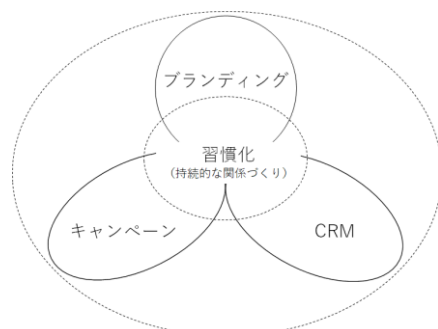 ブランディング
習慣化
（持続的な関係づくり）
キャンペーン
CRM